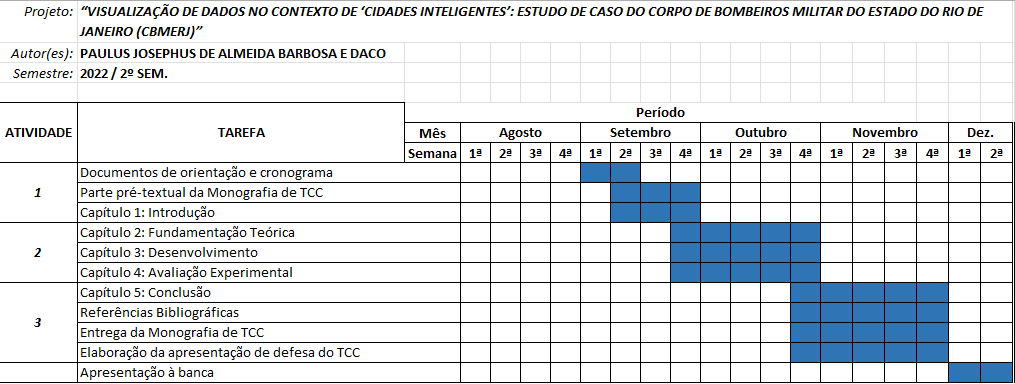 Projeto: “VISUALIZAÇÃO DE DADOS NO CONTEXTO DE ‘CIDADES INTELIGENTES’: ESTUDO DE CASO DO CORPO DE BOMBEIROS MILITAR DO ESTADO DO RIO DE
JANEIRO (CBMERJ)”
Autor(es): PAULUS JOSEPHUS DE ALMEIDA BARBOSA E DACO
Semestre: 2022 / 2º SEM.
ATIVIDADE TAREFA Período
Mês Agosto Setembro Outubro Novembro Dez.
Semana 1ª 2ª 3ª 4ª 1ª 2ª 3ª 4ª 1ª 2ª 3ª 4ª 1ª 2ª 3ª 4ª 1ª 2ª
1
Documentos de orientação e cronograma
Parte pré-textual da Monografia de TCC
Capítulo 1: Introdução
2
Capítulo 2: Fundamentação Teórica
Capítulo 3: Desenvolvimento
Capítulo 4: Avaliação Experimental
3
Capítulo 5: Conclusão
Referências Bibliográficas
Entrega da Monografia de TCC
Elaboração da apresentação de defesa do TCC
Apresentação à banca